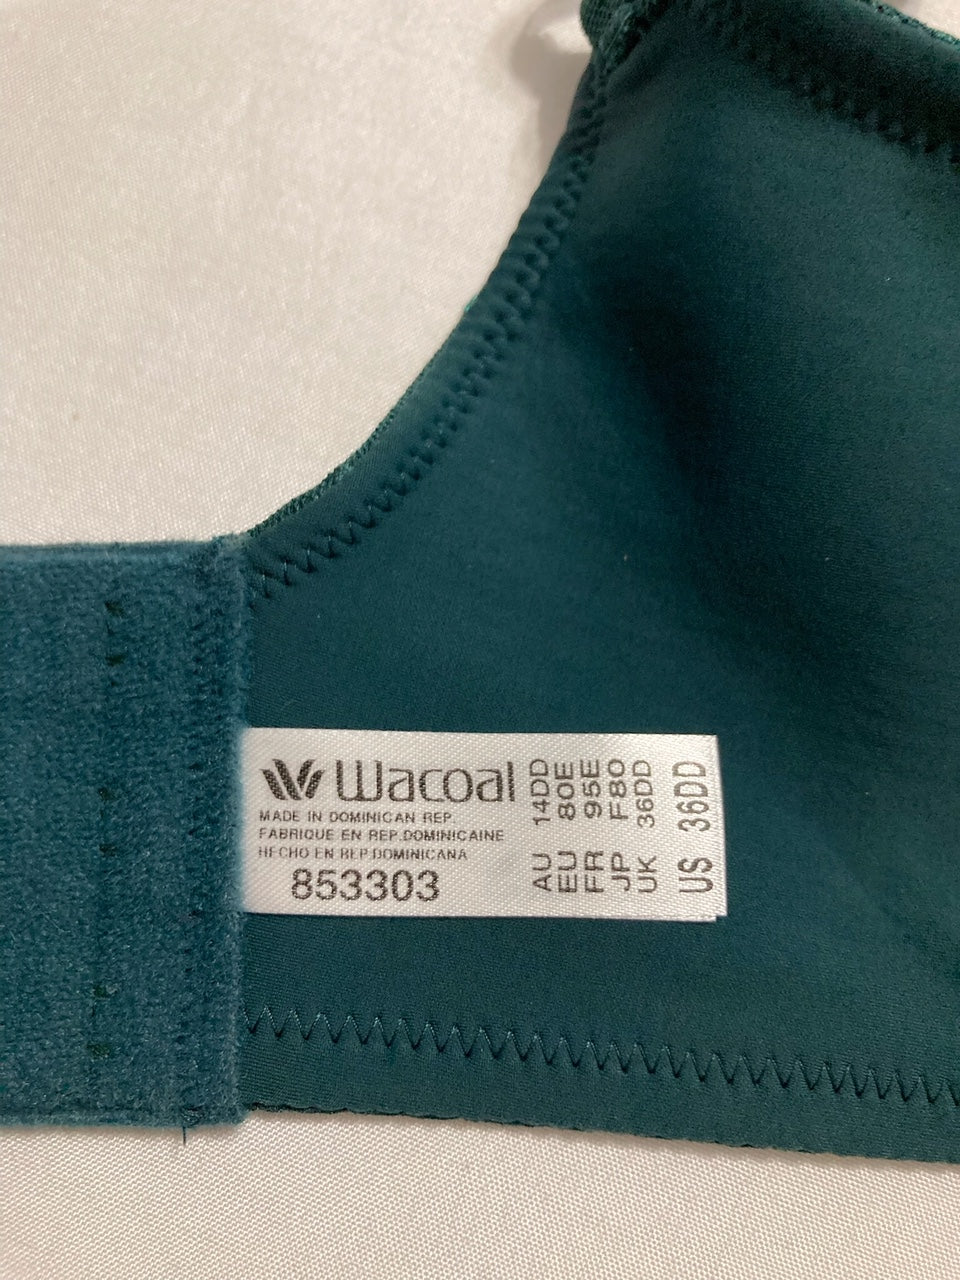 Wacoal
MADE IN DOMINICAN REP.
FABRIQUE EN REP.DOMINICAINE
HECHO EN REP.DOMINICANA
853303
AU 14DD
EU 80E
FR 95E
JP F80
UK 36DD
US 36DD